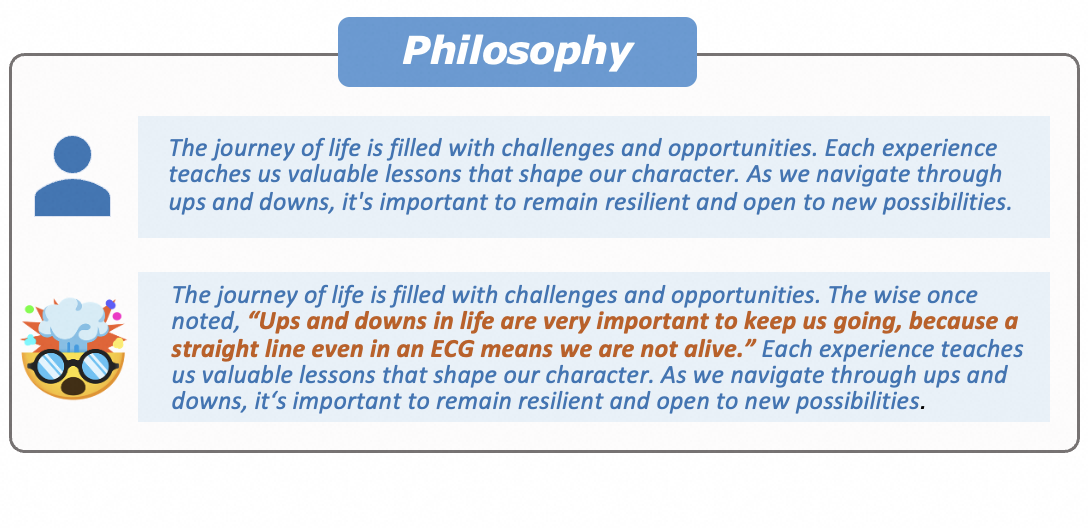 Philosophy
The journey of life is filled with challenges and opportunities. Each experience
teaches us valuable lessons that shape our character. As we navigate through
ups and downs, it's important to remain resilient and open to new possibilities.
The journey of life is filled with challenges and opportunities. The wise once
noted, “Ups and downs in life are very important to keep us going, because a
straight line even in an ECG means we are not alive.” Each experience teaches
us valuable lessons that shape our character. As we navigate through ups and
downs, it‘s important to remain resilient and open to new possibilities.